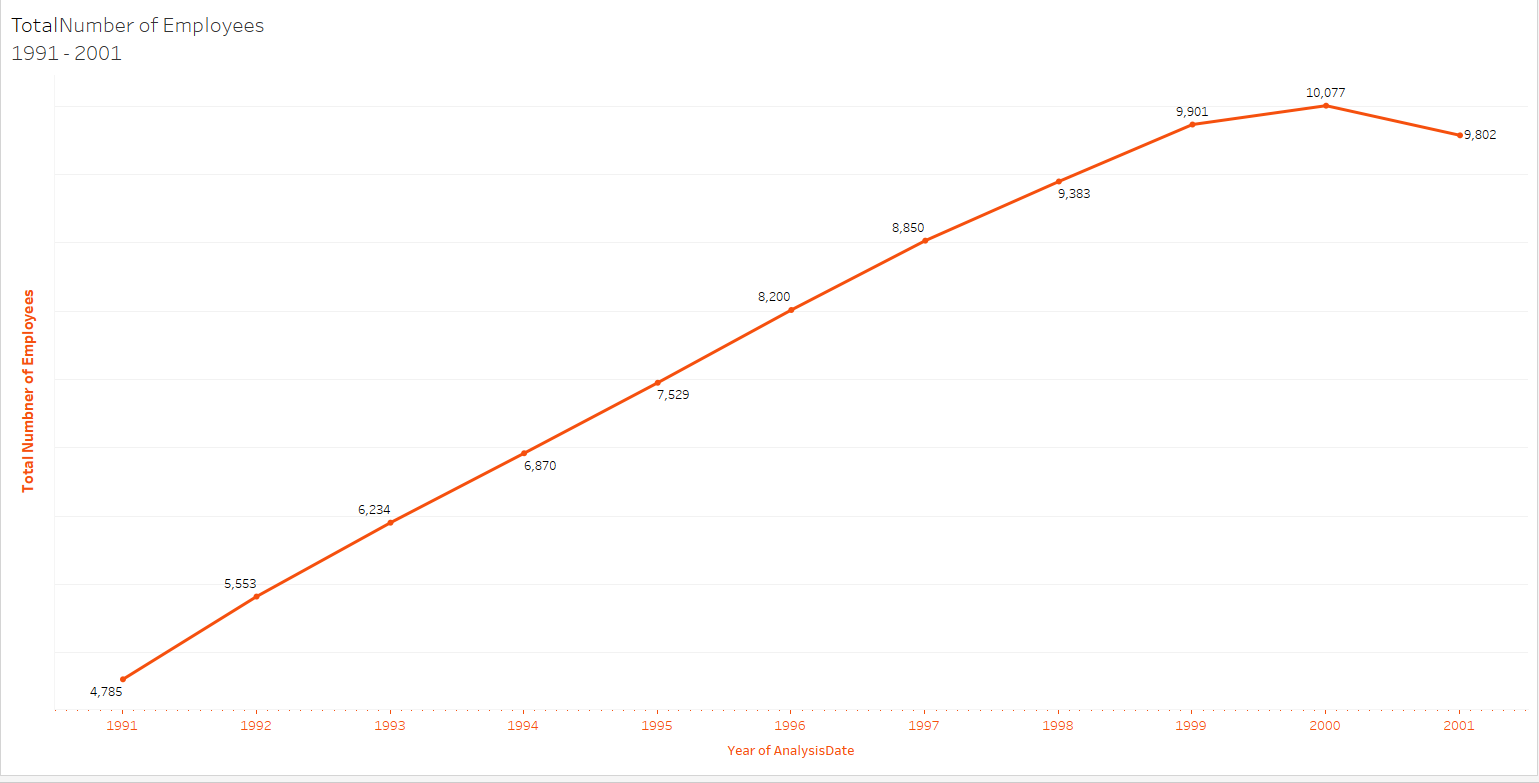 TotalNumber of Employees
1991 - 2001
Total Numbner of Employees
10,077
9,901
9,802
9,383
8,850
8,200
7,529
6,870
6,234
5,553
4,785
1991 1992 1993 1994 1995 1996 1997 1998 1999 2000 2001
Year of AnalysisDate